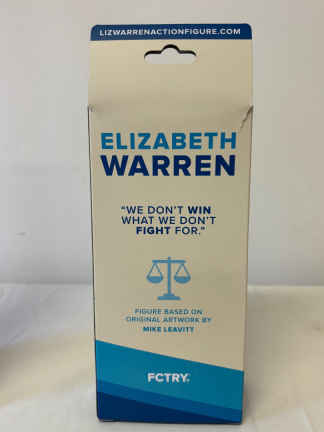 LIZWARRENACTIONFIGURE.COM
ELIZABETH
WARREN
"WE DON'T WIN
WHAT WE DON'T
FIGHT FOR."
FIGURE BASED ON
ORIGINAL ARTWORK BY
MIKE LEAVITT
FCTRY